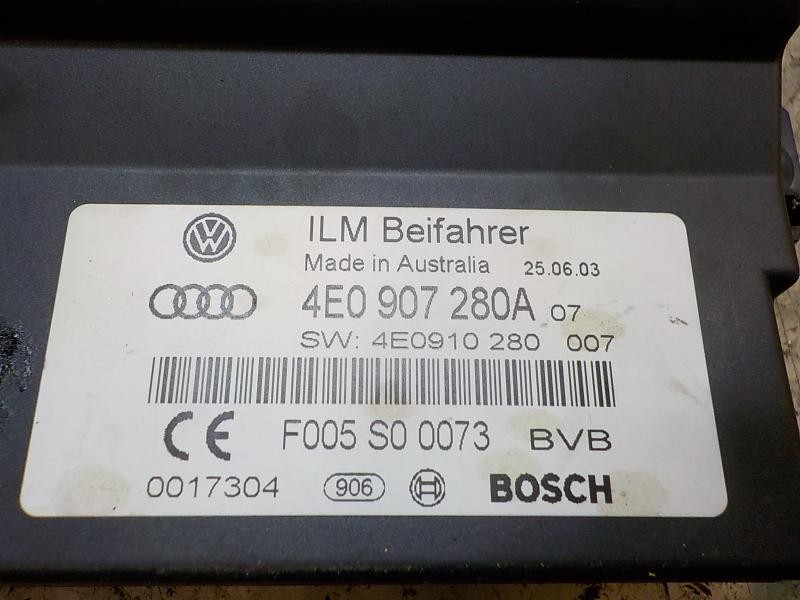 ILM Beifahrer
Made in Australia 25.06.03
4E0 907 280A 07
SW: 4E0910 280 007
CE F005 S0 0073 BVB
0017304 906 BOSCH